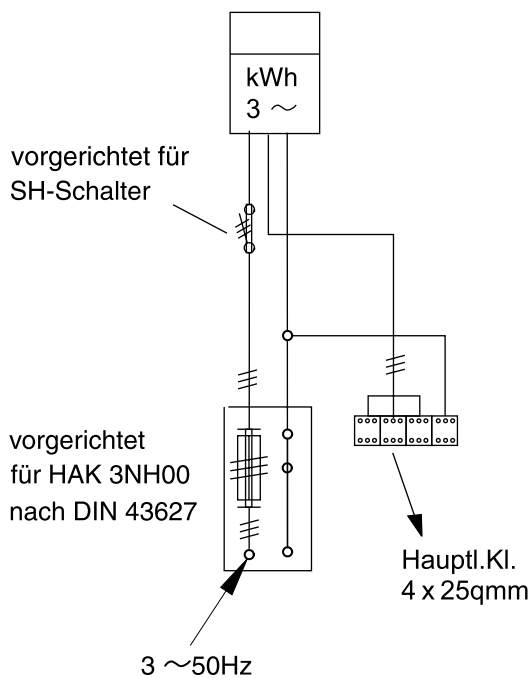 kWh
3 ~
vorgerichtet für
SH-Schalter
vorgerichtet
für HAK 3NH00
nach DIN 43627
Hauptl.Kl.
4 x 25qmm
3 ~50Hz